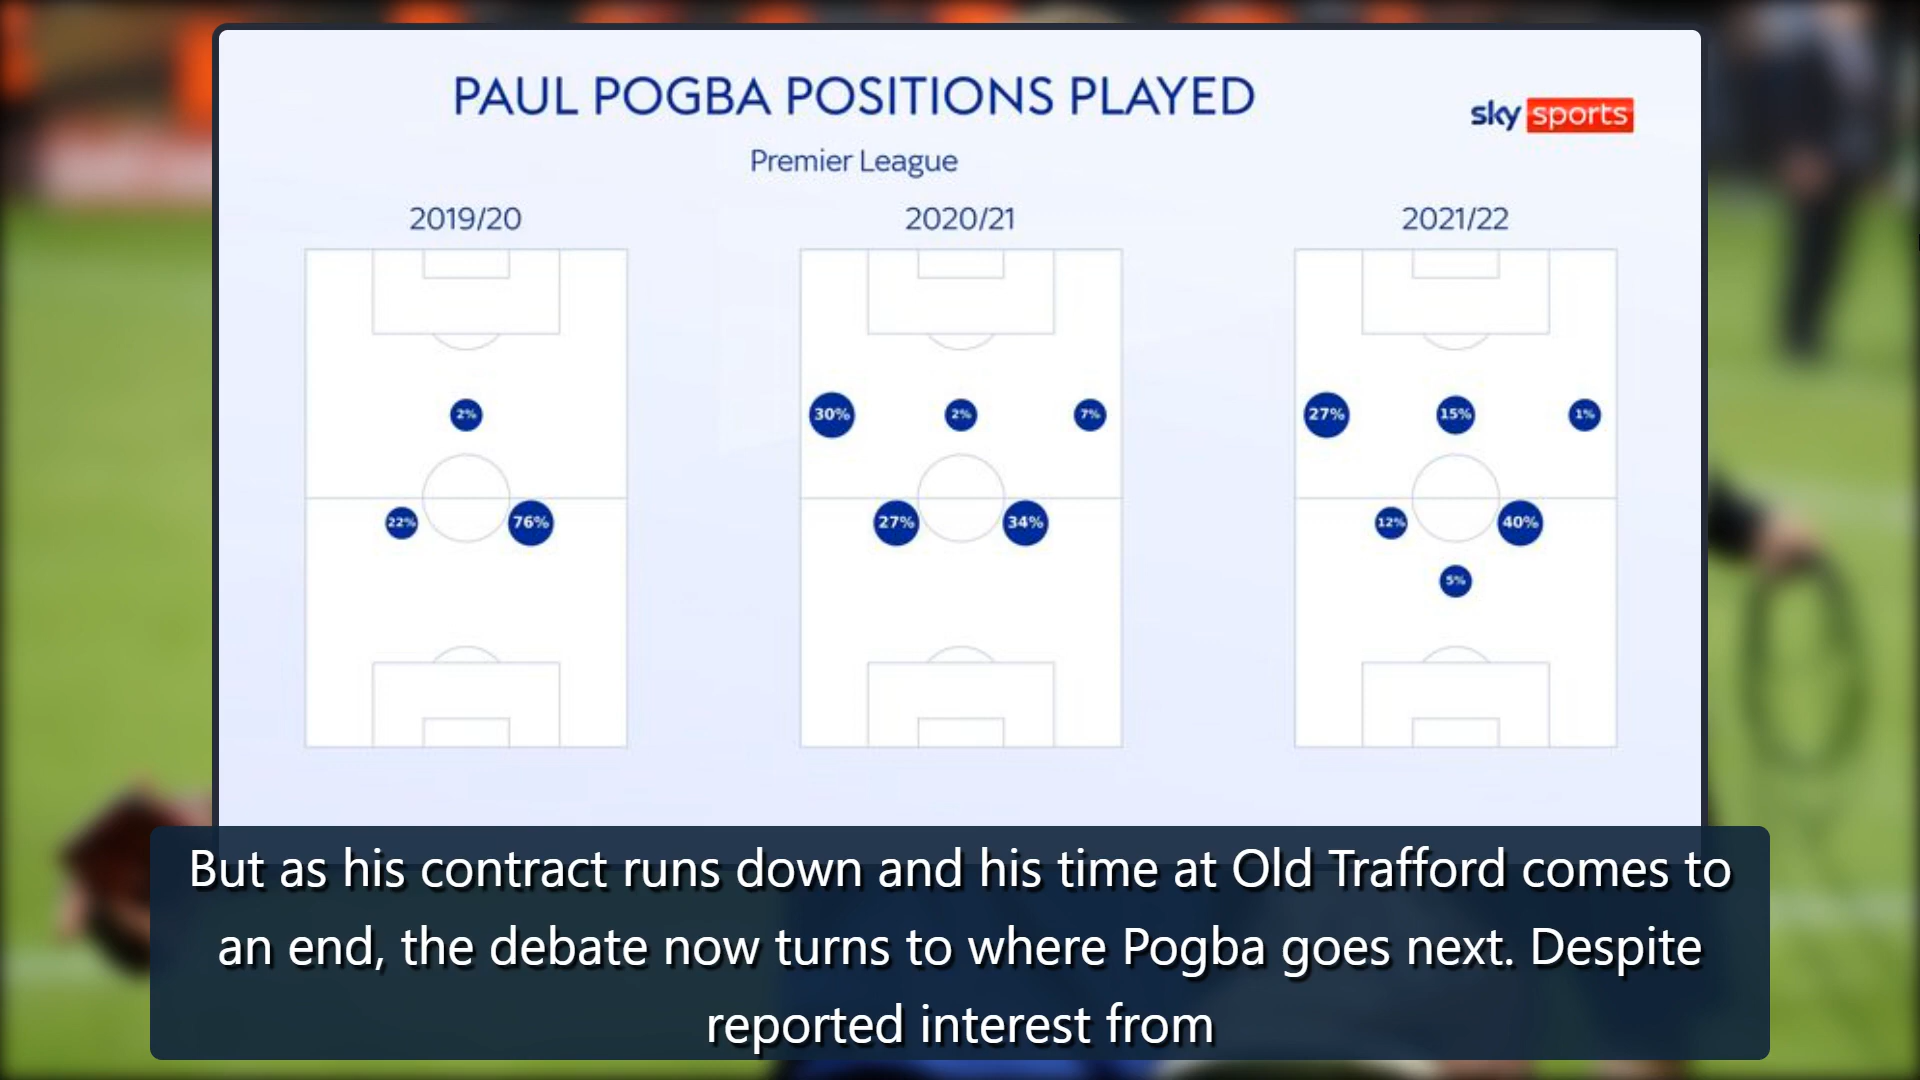 PAUL POGBA POSITIONS PLAYED
sky sports
Premier League
2019/20
2%
22%
76%
2020/21
30%
2%
7%
27%
34%
2021/22
27%
15%
1%
12%
40%
5%
But as his contract runs down and his time at Old Trafford comes to
an end, the debate now turns to where Pogba goes next. Despite
reported interest from